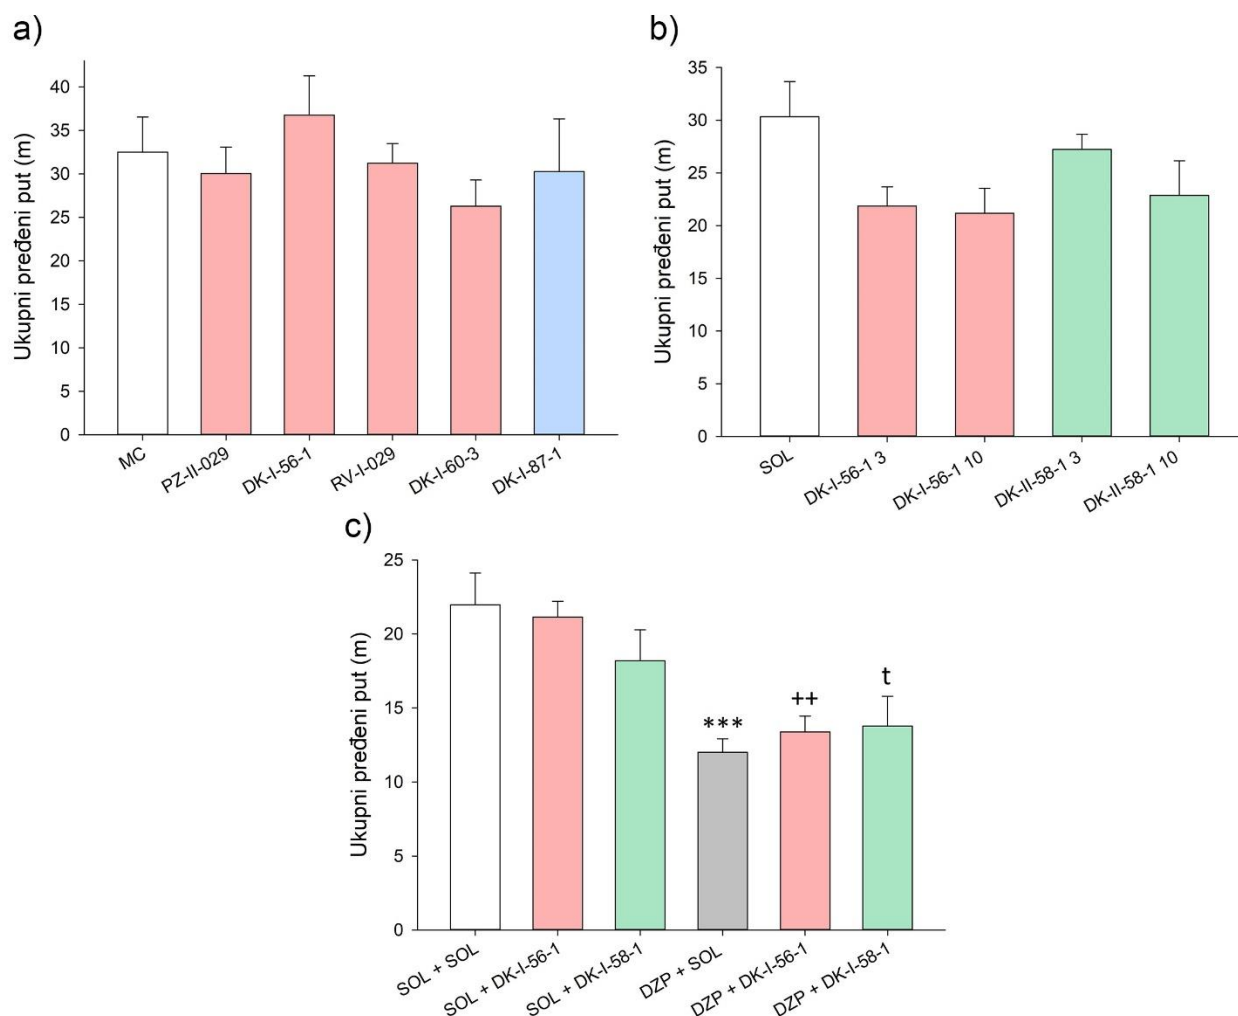 a)
Ukupni pređeni put (m)
40
35
30
25
20
15
10
5
0
MC
PZ-II-029
DK-I-56-1
RV-I-029
DK-I-60-3
DK-I-87-1
b)
Ukupni pređeni put (m)
35
30
25
20
15
10
5
0
SOL
DK-I-56-1 3
DK-I-56-1 10
DK-II-58-1 3
DK-II-58-1 10
c)
Ukupni pređeni put (m)
25
20
15
10
5
0
***
++
t
SOL + SOL
SOL + DK-I-56-1
SOL + DK-I-58-1
DZP + SOL
DZP + DK-I-56-1
DZP + DK-I-58-1